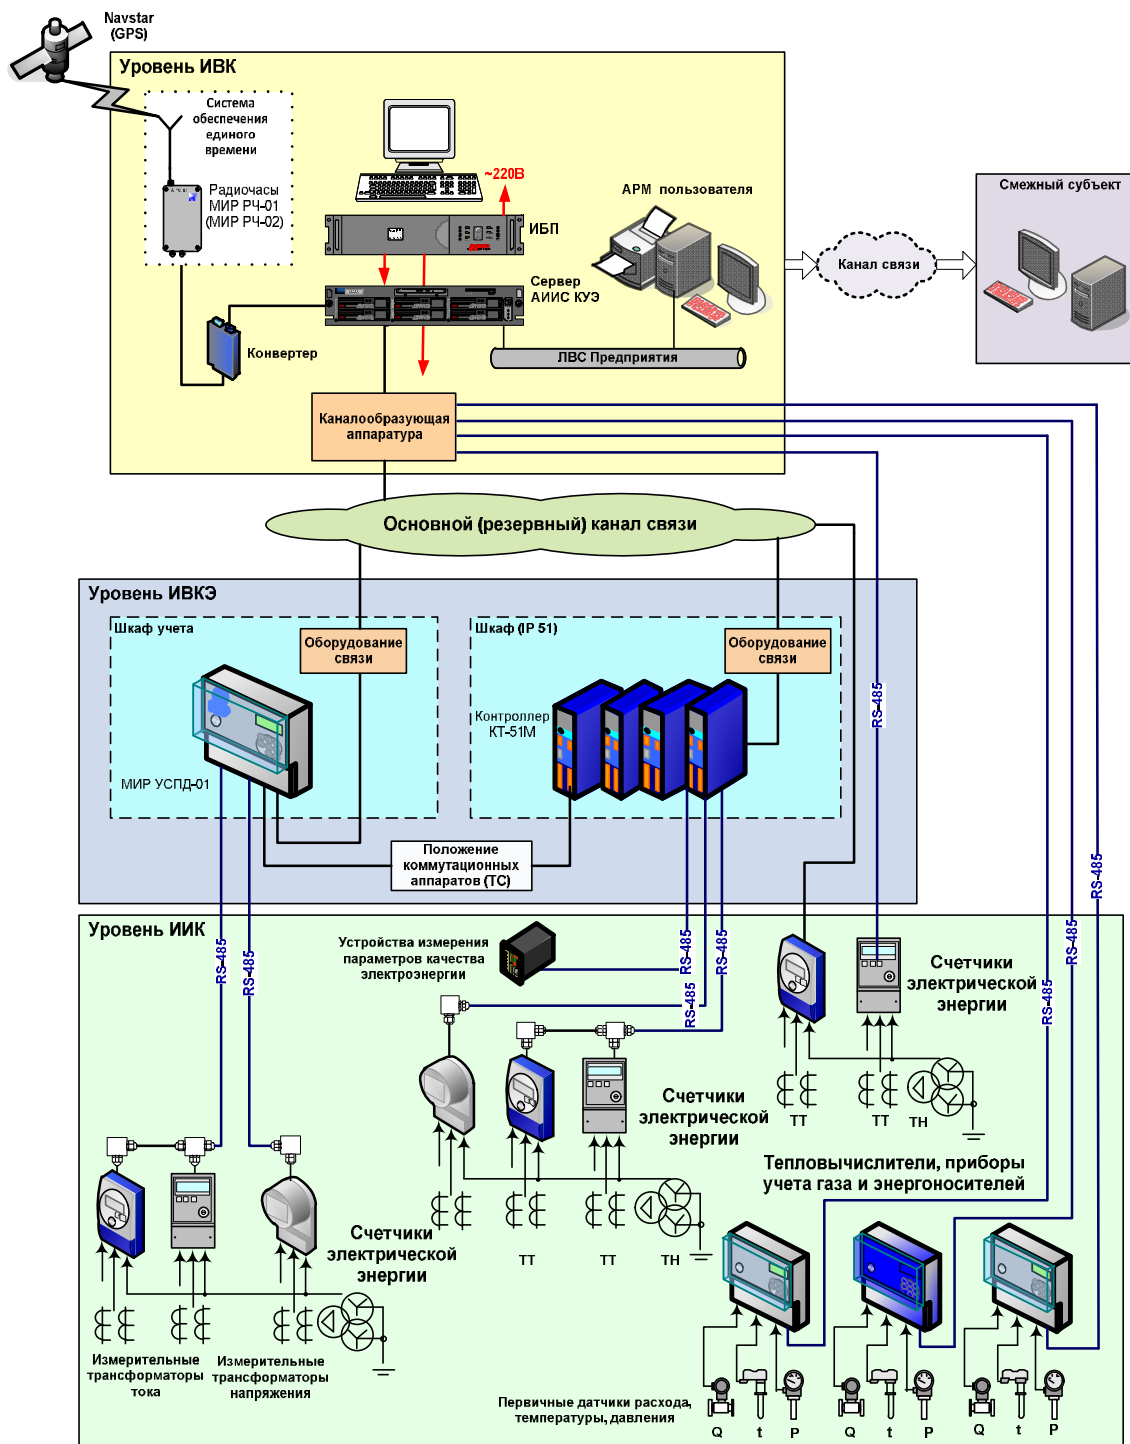 Navstar
(GPS)
Уровень ИВК
Система
обеспечения
единого
времени
Радиочасы
МИР РЧ-01
(МИР РЧ-02)
~220В
ИБП
Сервер
АИИС КУЭ
АРМ пользователя
Канал связи
Смежный субъект
Конвертер
ЛВС Предприятия
Каналообразующая
аппаратура
Основной (резервный) канал связи
Уровень ИВКЭ
Шкаф учета
Оборудование
связи
МИР УСПД-01
Шкаф (IP 51)
Оборудование
связи
Контроллер
КТ-51М
Положение
коммутационных
аппаратов (ТС)
RS-485
RS-485
RS-485
RS-485
Уровень ИИК
RS-485
RS-485
RS-485
RS-485
RS-485
Устройства измерения
параметров качества
электроэнергии
Счетчики
электрической
энергии
ТТ
ТТ
ТН
Счетчики
электрической
энергии
ТТ
ТТ
ТН
Тепловычислители, приборы
учета газа и энергоносителей
Счетчики
электрической
энергии
Измерительные
трансформаторы
тока
Измерительные
трансформаторы
напряжения
Первичные датчики расхода,
температуры, давления
Q
t
P
Q
t
P
Q
t
P